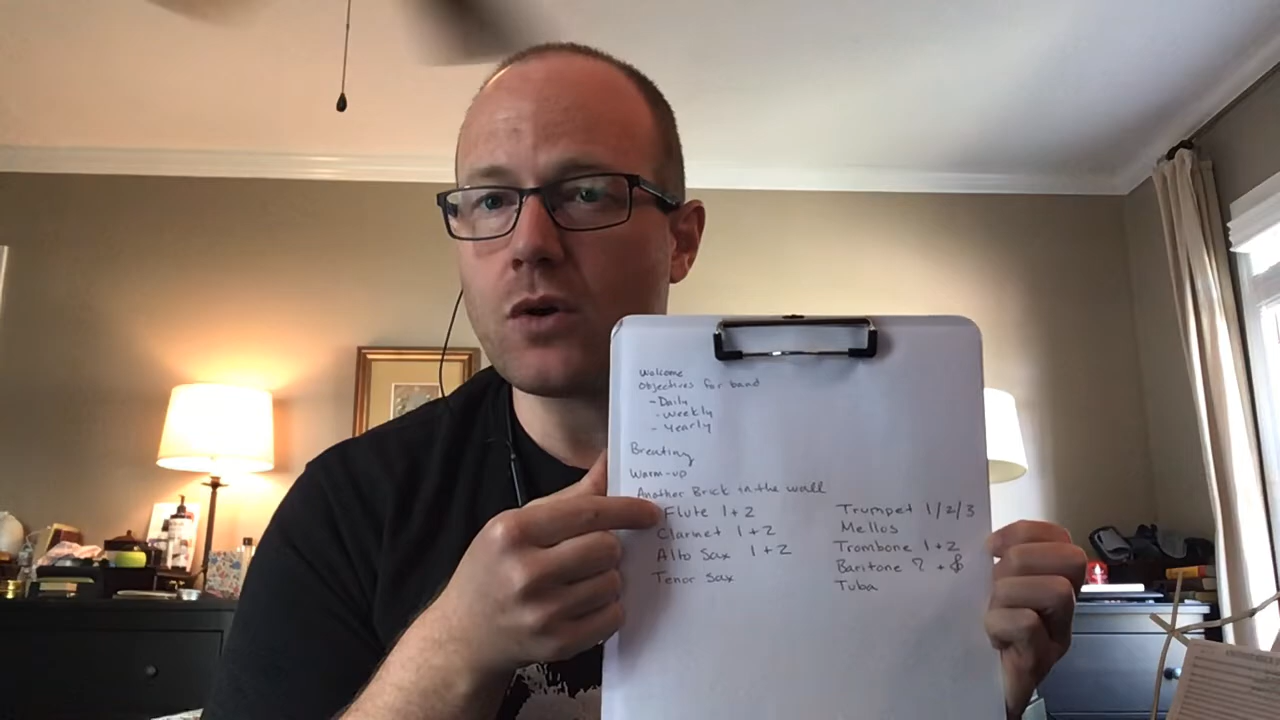 Welcome
Objectives for band
- Daily
- Weekly
- Yearly
Breating
Warm-up
Another Brick in the wall
Flute 1+2
Clarinet 1+2
Alto Sax 1+2
Tenor Sax
Trumpet 1/2/3
Mellos
Trombone 1+2
Baritone
Tuba